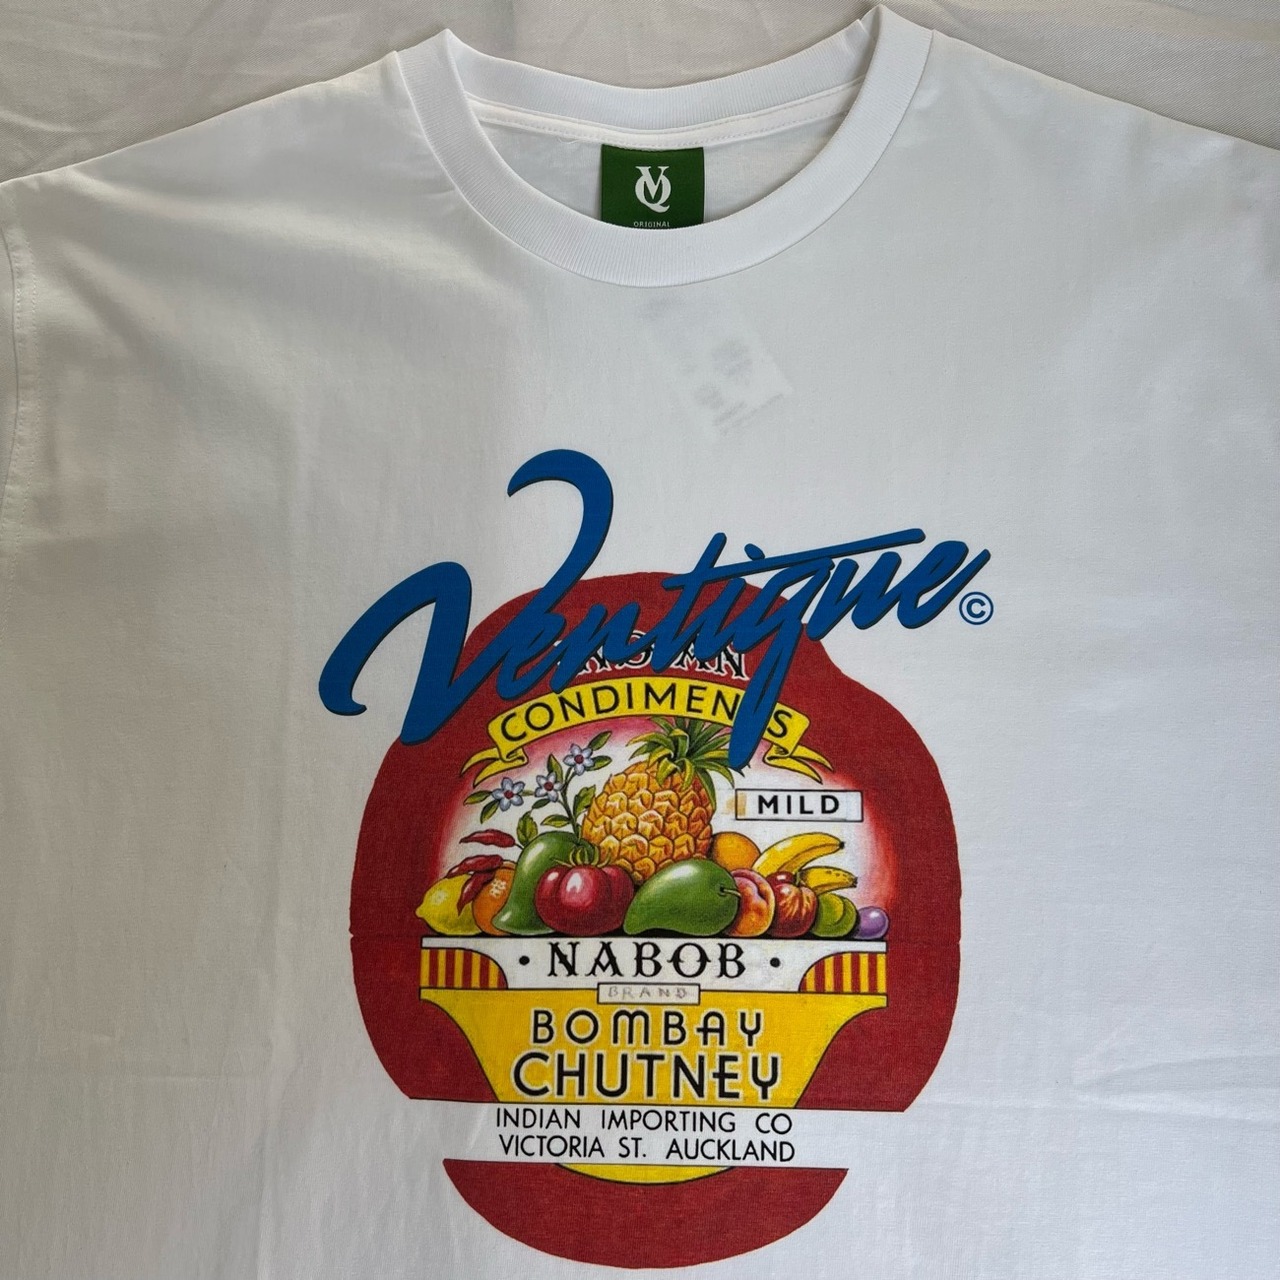 VQ
ORIGINAL
Ventique ©
CONDIMENTS
MILD
• NABOB •
BRAND
BOMBAY
CHUTNEY
INDIAN IMPORTING CO
VICTORIA ST. AUCKLAND